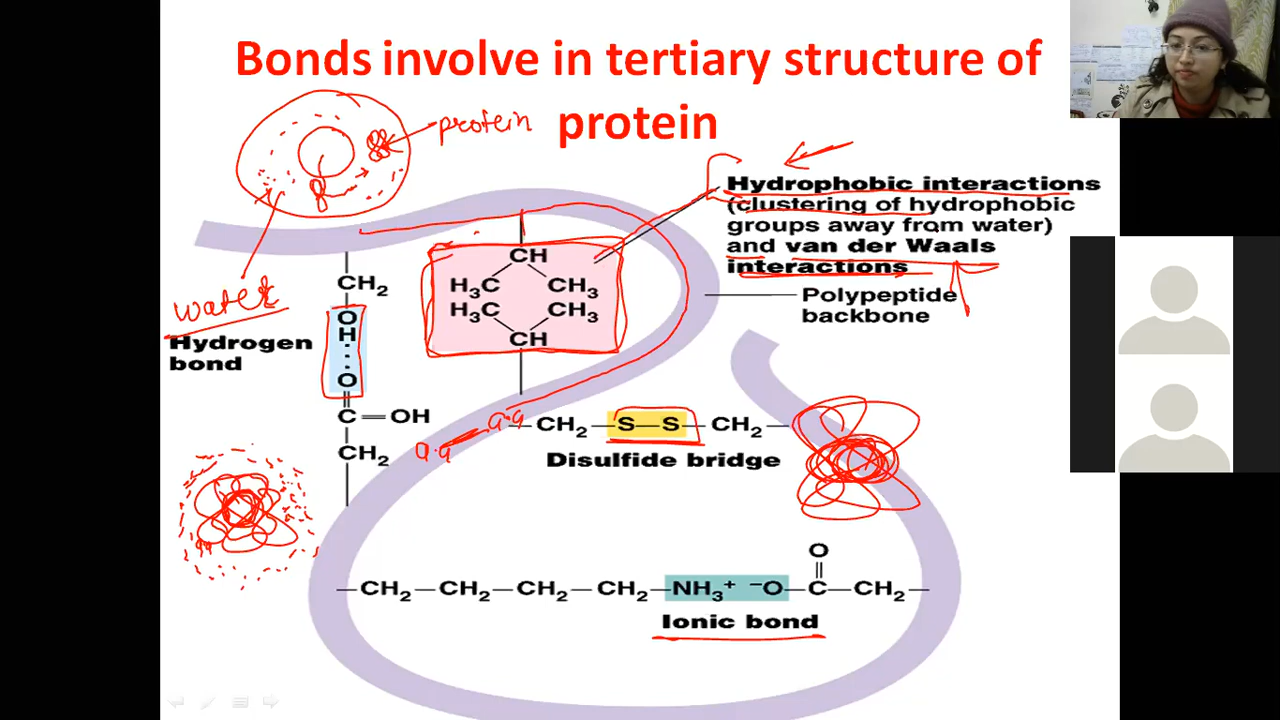 Bonds involve in tertiary structure of
protein
protein
Hydrophobic interactions
(clustering of hydrophobic
groups away from water)
and van der Waals
interactions
Polypeptide
backbone
water
Hydrogen
bond
CH2
OH
O
C—OH
CH2
CH
H3C CH3
H3C CH3
CH
a.a
a.a
CH2—S—S—CH2
Disulfide bridge
O
—CH2—CH2—CH2—CH2—NH3+ −O—C—CH2—
Ionic bond